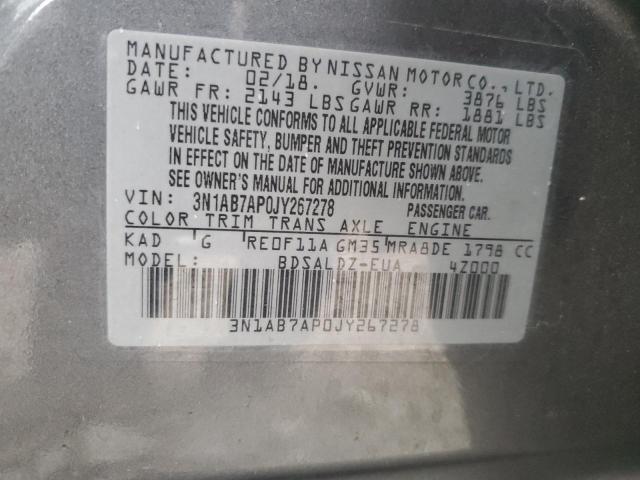 MANUFACTURED BY NISSAN MOTOR CO., LTD.
DATE: 02/18. GVWR: 3876 LBS
GAWR FR: 2143 LBS GAWR RR: 1881 LBS
THIS VEHICLE CONFORMS TO ALL APPLICABLE FEDERAL MOTOR
VEHICLE SAFETY, BUMPER AND THEFT PREVENTION STANDARDS
IN EFFECT ON THE DATE OF MANUFACTURE SHOWN ABOVE.
SEE OWNER'S MANUAL FOR ADDITIONAL INFORMATION.
VIN: 3N1AB7AP0JY267278 PASSENGER CAR.
COLOR TRIM TRANS AXLE ENGINE
KAD G RE0F11A GM35 MRA8DE 1798 CC
MODEL: BDSALDZ-EUA 4Z000
3N1AB7AP0JY267278